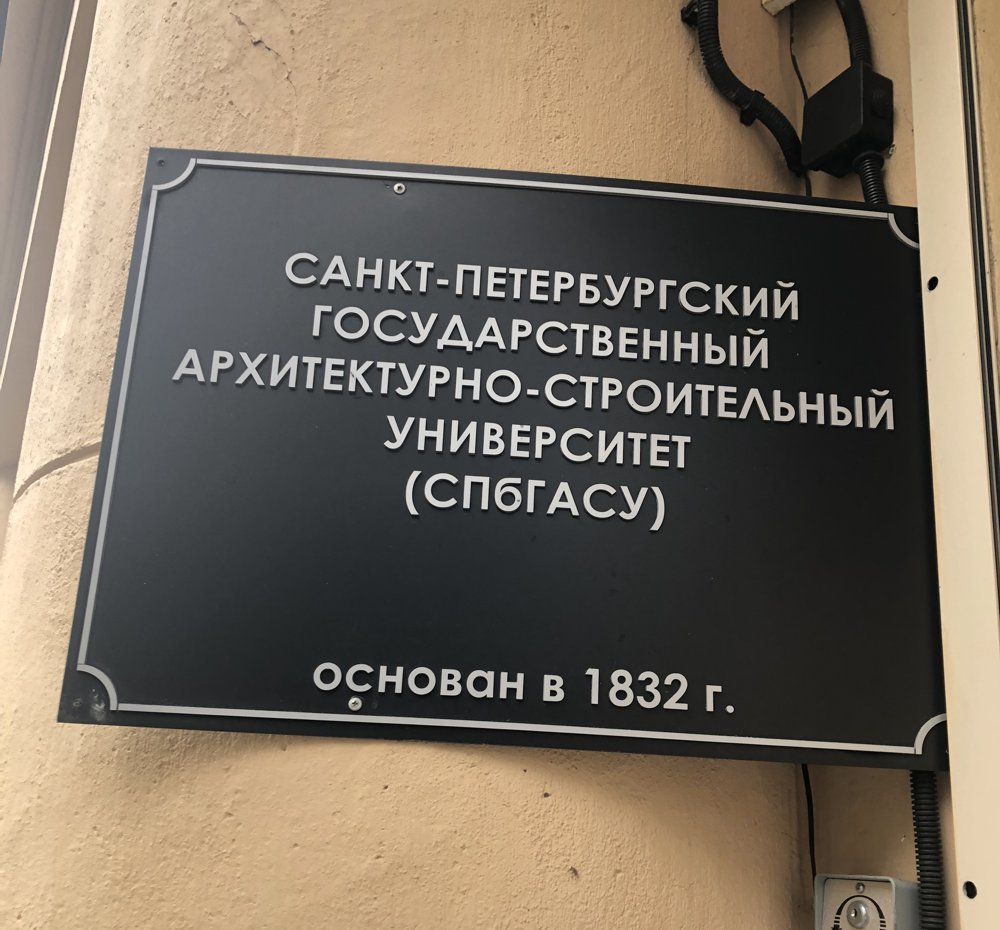 САНКТ-ПЕТЕРБУРГСКИЙ
ГОСУДАРСТВЕННЫЙ
АРХИТЕКТУРНО-СТРОИТЕЛЬНЫЙ
УНИВЕРСИТЕТ
(СПбГАСУ)
основан в 1832 г.